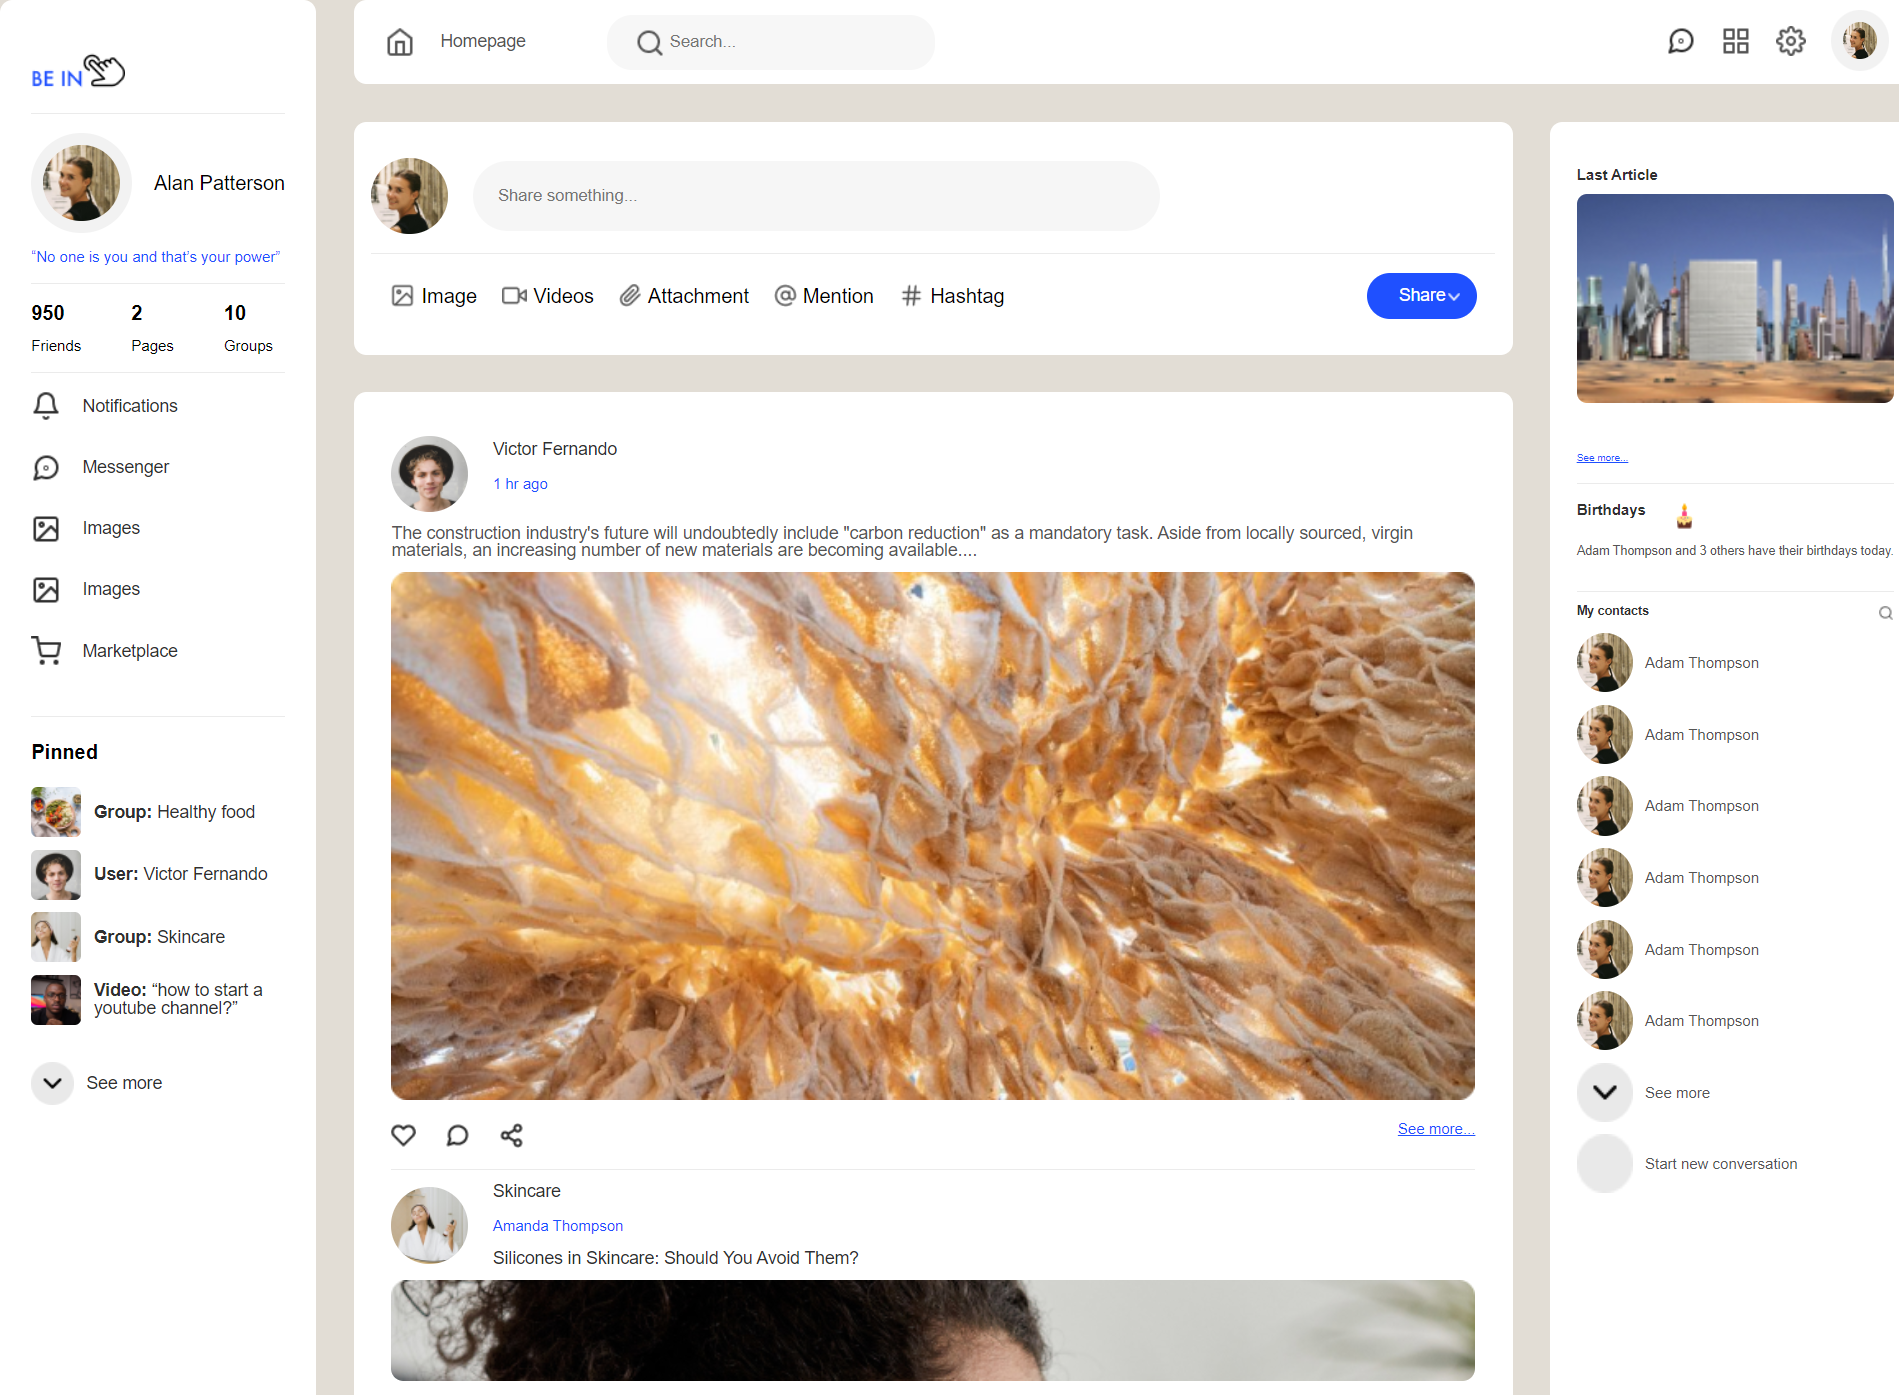 BE IN
Alan Patterson
“No one is you and that’s your power”
950
2
10
Friends
Pages
Groups
Notifications
Messenger
Images
Images
Marketplace
Pinned
Group: Healthy food
User: Victor Fernando
Group: Skincare
Video: “how to start a
youtube channel?”
See more
Homepage
Search...
Share something...
Image
Videos
Attachment
Mention
Hashtag
Share
Victor Fernando
1 hr ago
The construction industry's future will undoubtedly include "carbon reduction" as a mandatory task. Aside from locally sourced, virgin
materials, an increasing number of new materials are becoming available....
See more...
Skincare
Amanda Thompson
Silicones in Skincare: Should You Avoid Them?
Last Article
See more...
Birthdays
Adam Thompson and 3 others have their birthdays today.
My contacts
Adam Thompson
Adam Thompson
Adam Thompson
Adam Thompson
Adam Thompson
Adam Thompson
See more
Start new conversation